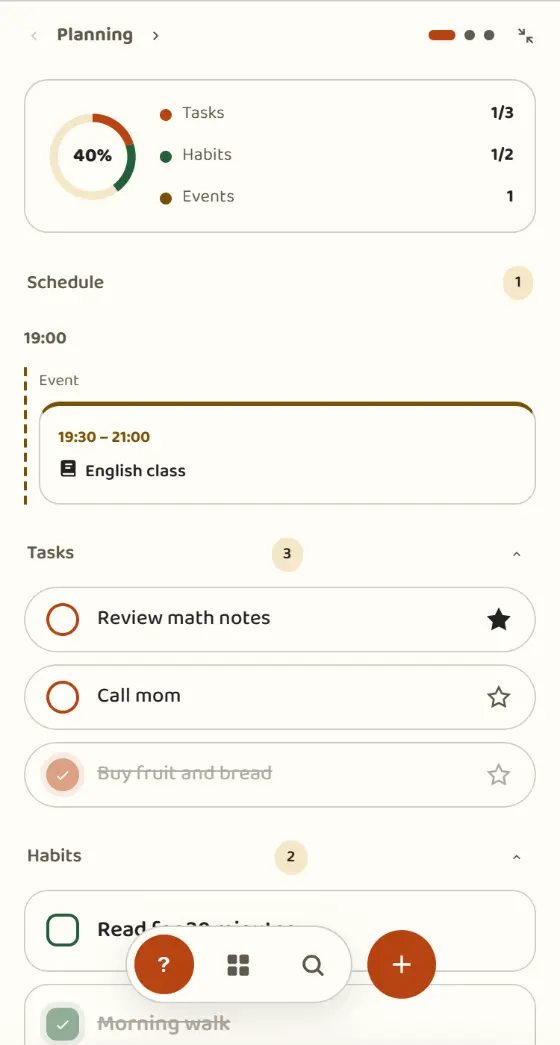 Planning
40%
Tasks 1/3
Habits 1/2
Events 1
Schedule 1
19:00
Event
19:30 – 21:00
English class
Tasks 3
Review math notes
Call mom
Buy fruit and bread
Habits 2
Read
?
+
Morning walk